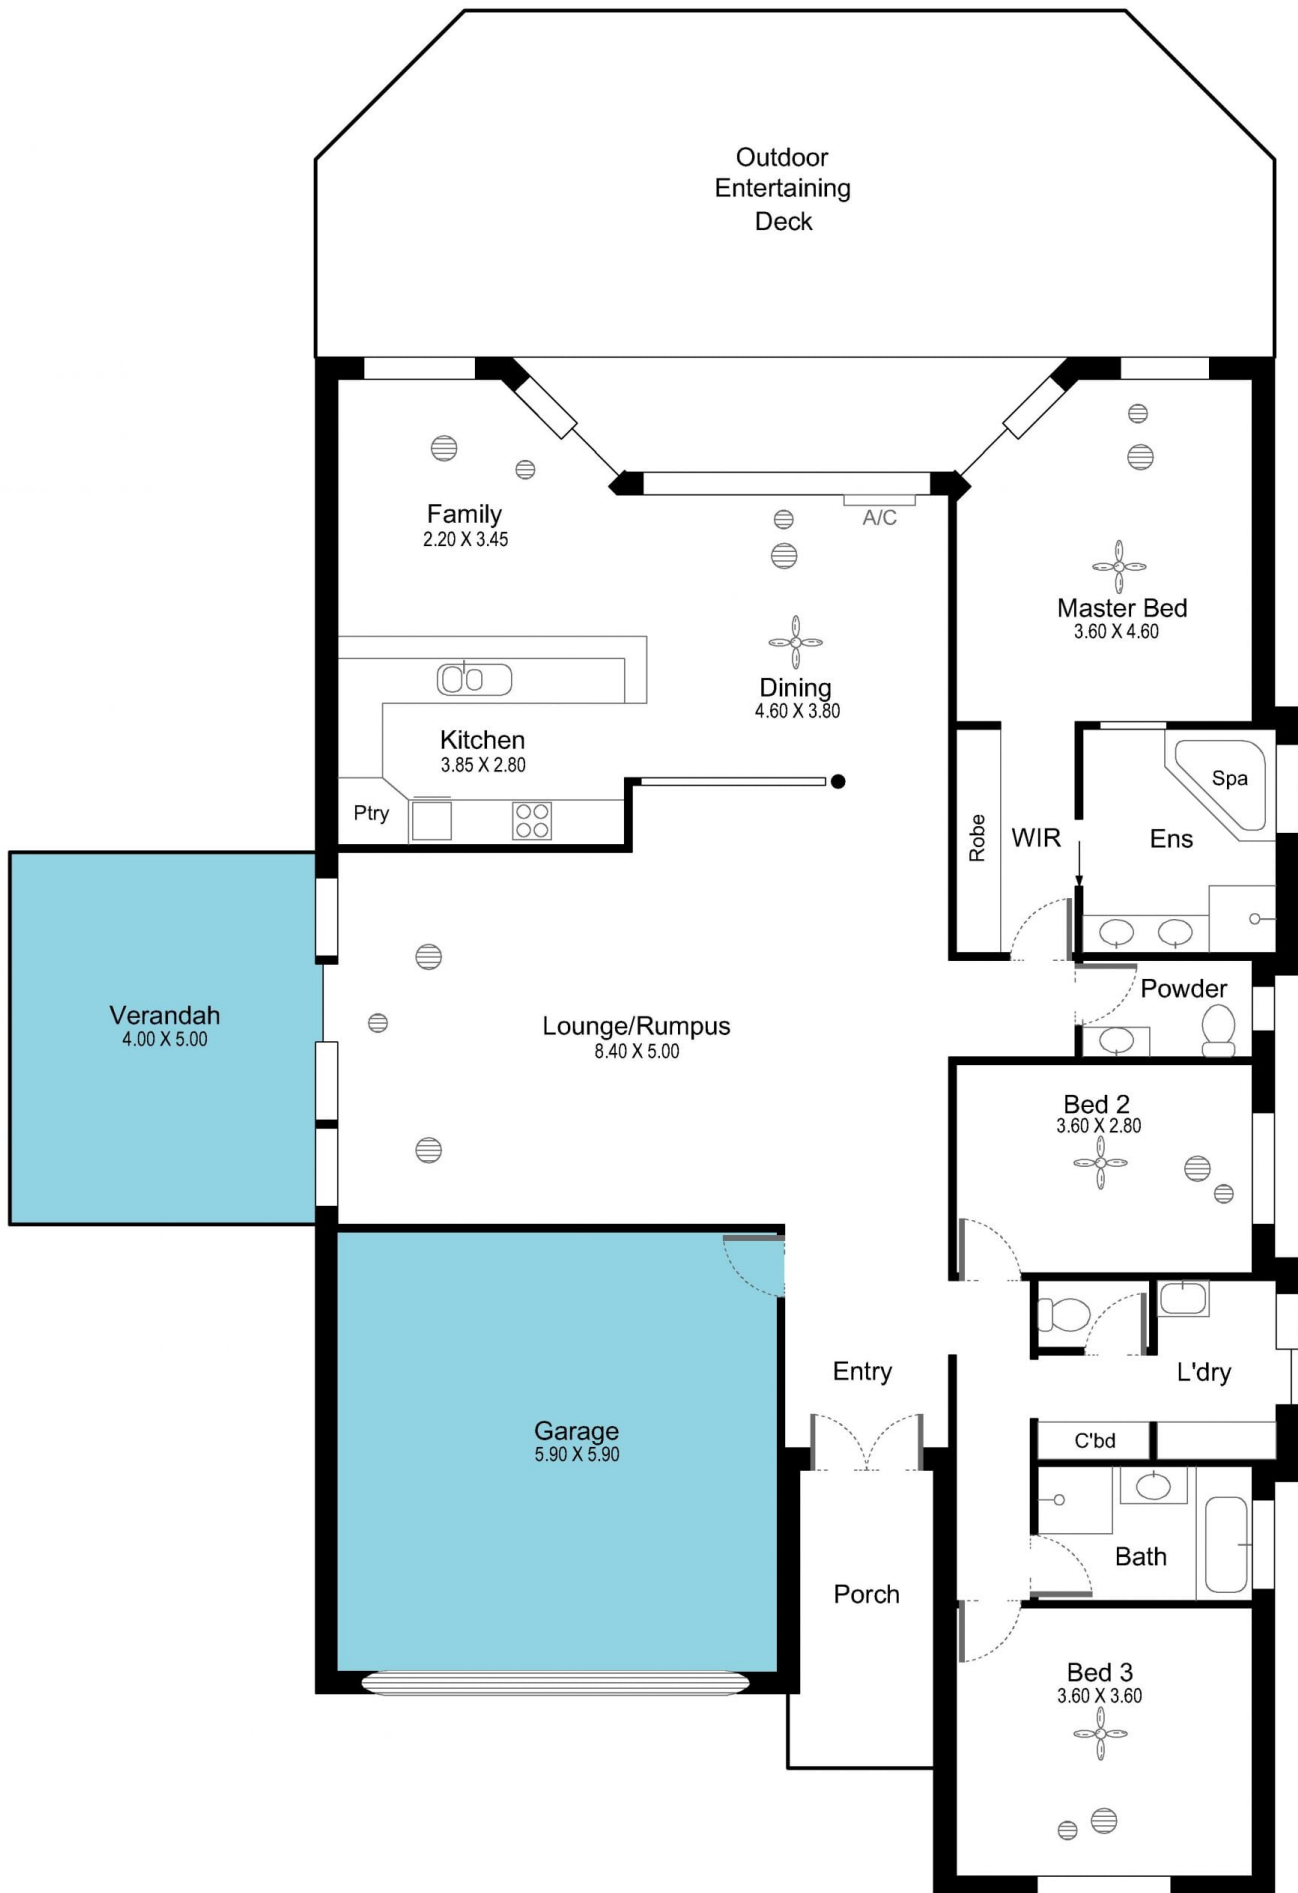 Outdoor
Entertaining
Deck
Family
2.20 X 3.45
A/C
Master Bed
3.60 X 4.60
Dining
4.60 X 3.80
Kitchen
3.85 X 2.80
Ptry
Spa
Robe
WIR
Ens
Verandah
4.00 X 5.00
Lounge/Rumpus
8.40 X 5.00
Powder
Bed 2
3.60 X 2.80
Entry
L'dry
Garage
5.90 X 5.90
C'bd
Bath
Porch
Bed 3
3.60 X 3.60